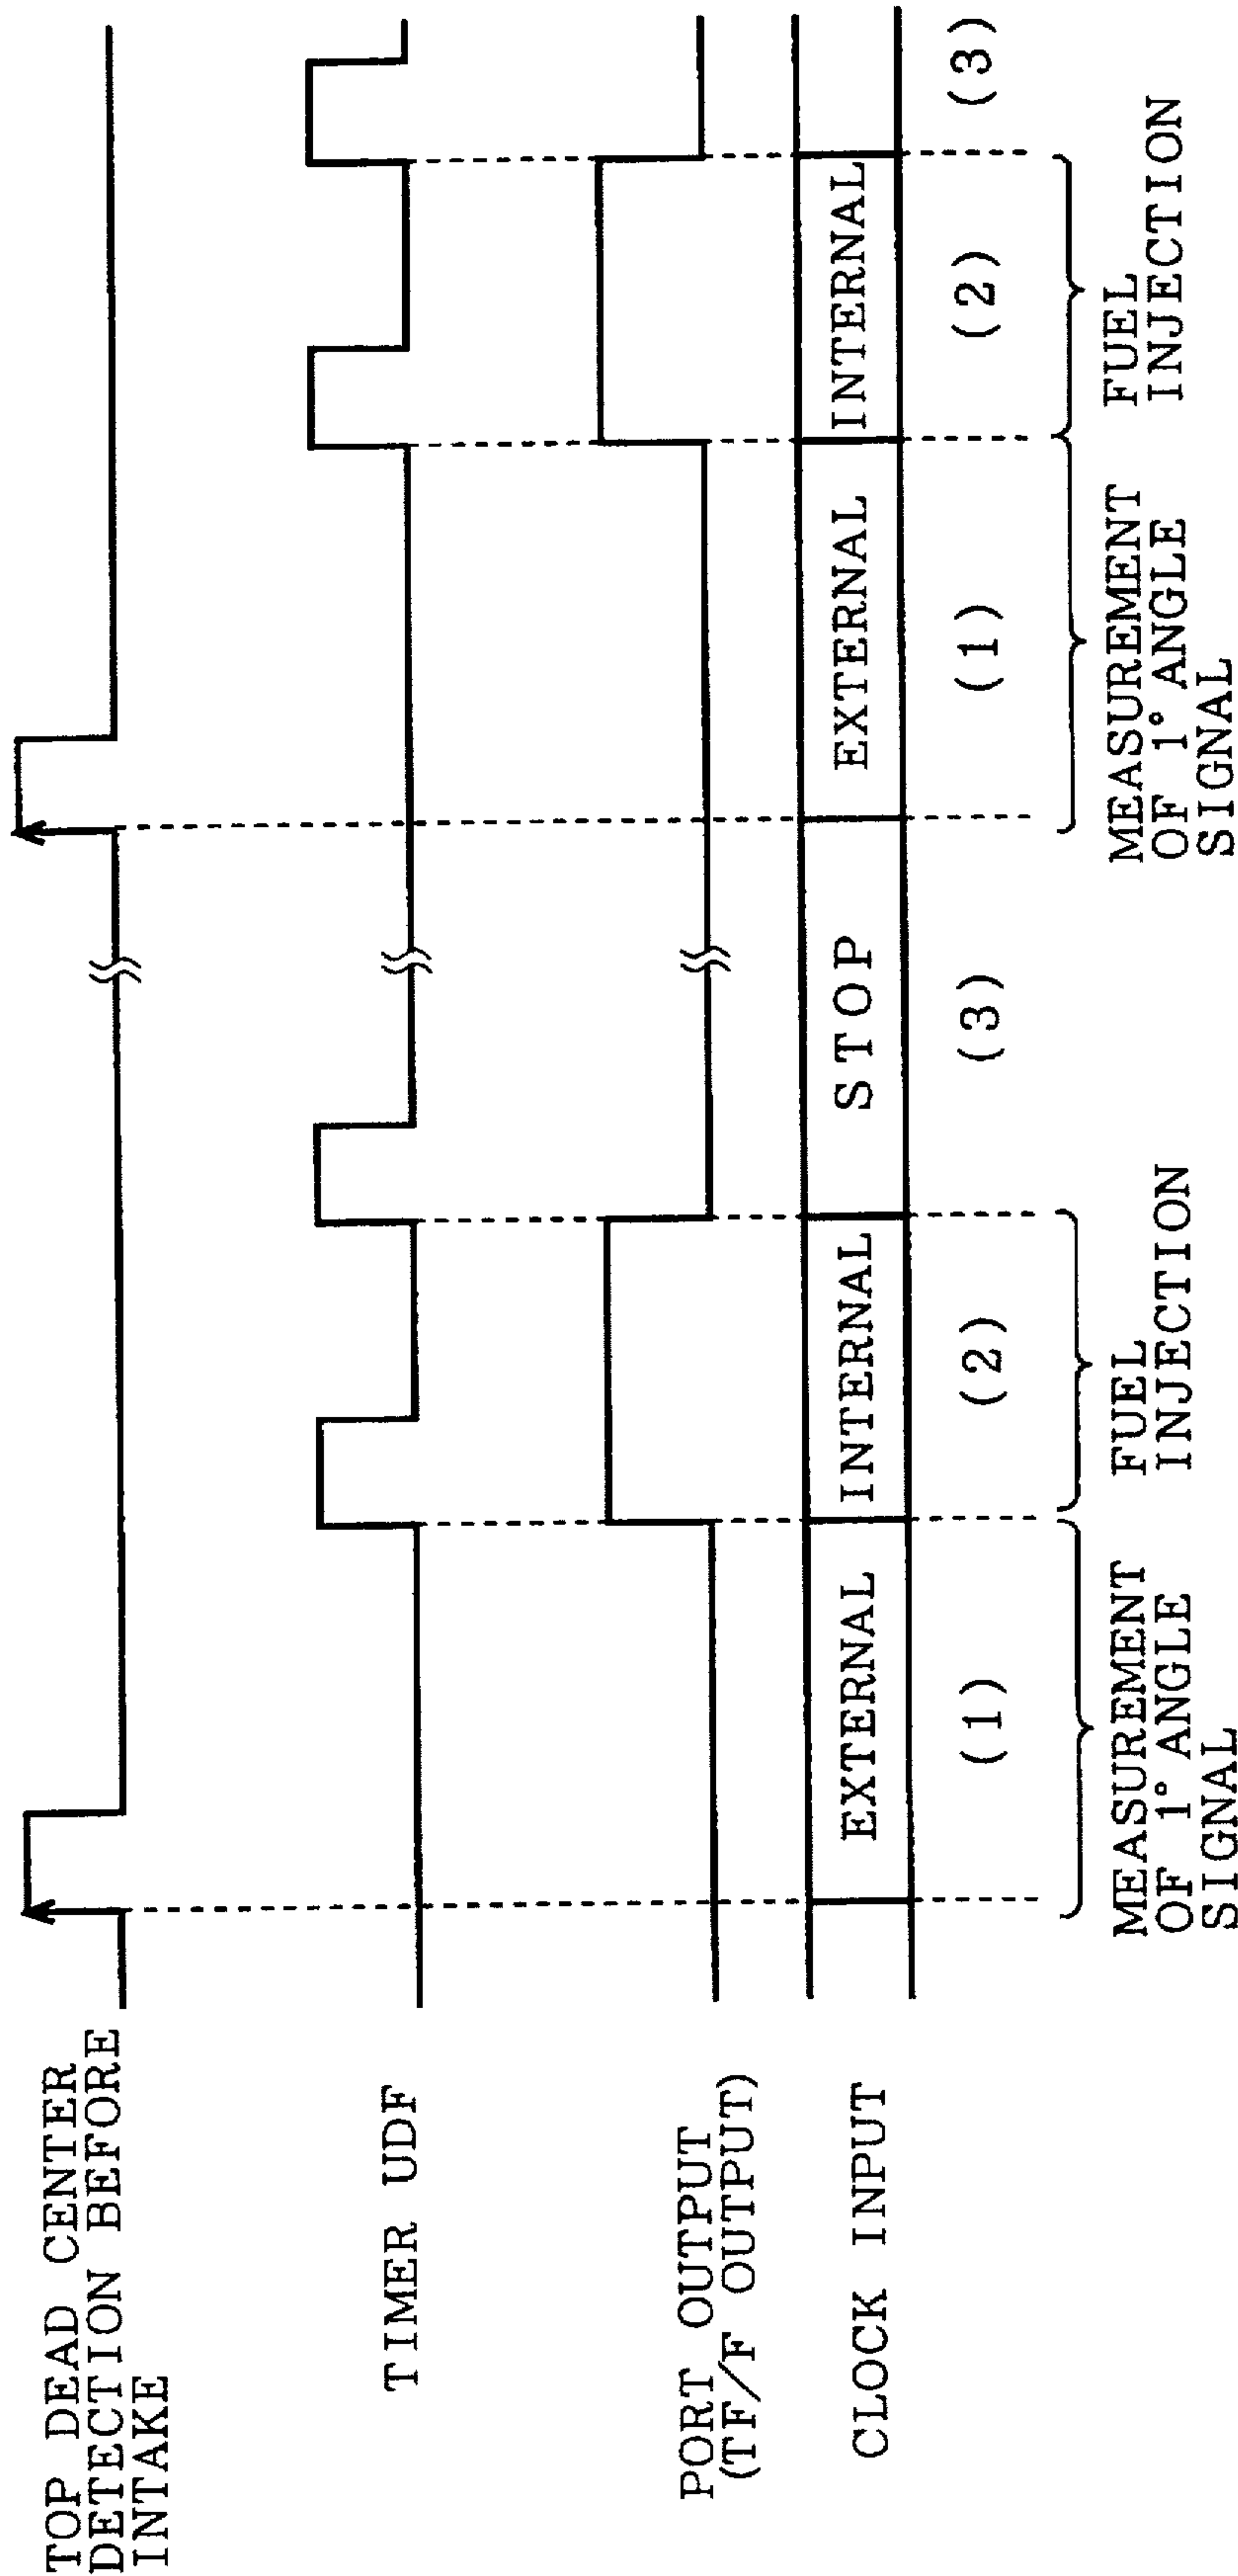 TOP DEAD CENTER
DETECTION BEFORE
INTAKE
TIMER UDF
PORT OUTPUT
(TF/F OUTPUT)
CLOCK INPUT
EXTERNAL
INTERNAL
STOP
EXTERNAL
INTERNAL
(1)
(2)
(3)
(1)
(2)
(3)
MEASUREMENT
OF 1° ANGLE
SIGNAL
FUEL
INJECTION
MEASUREMENT
OF 1° ANGLE
SIGNAL
FUEL
INJECTION